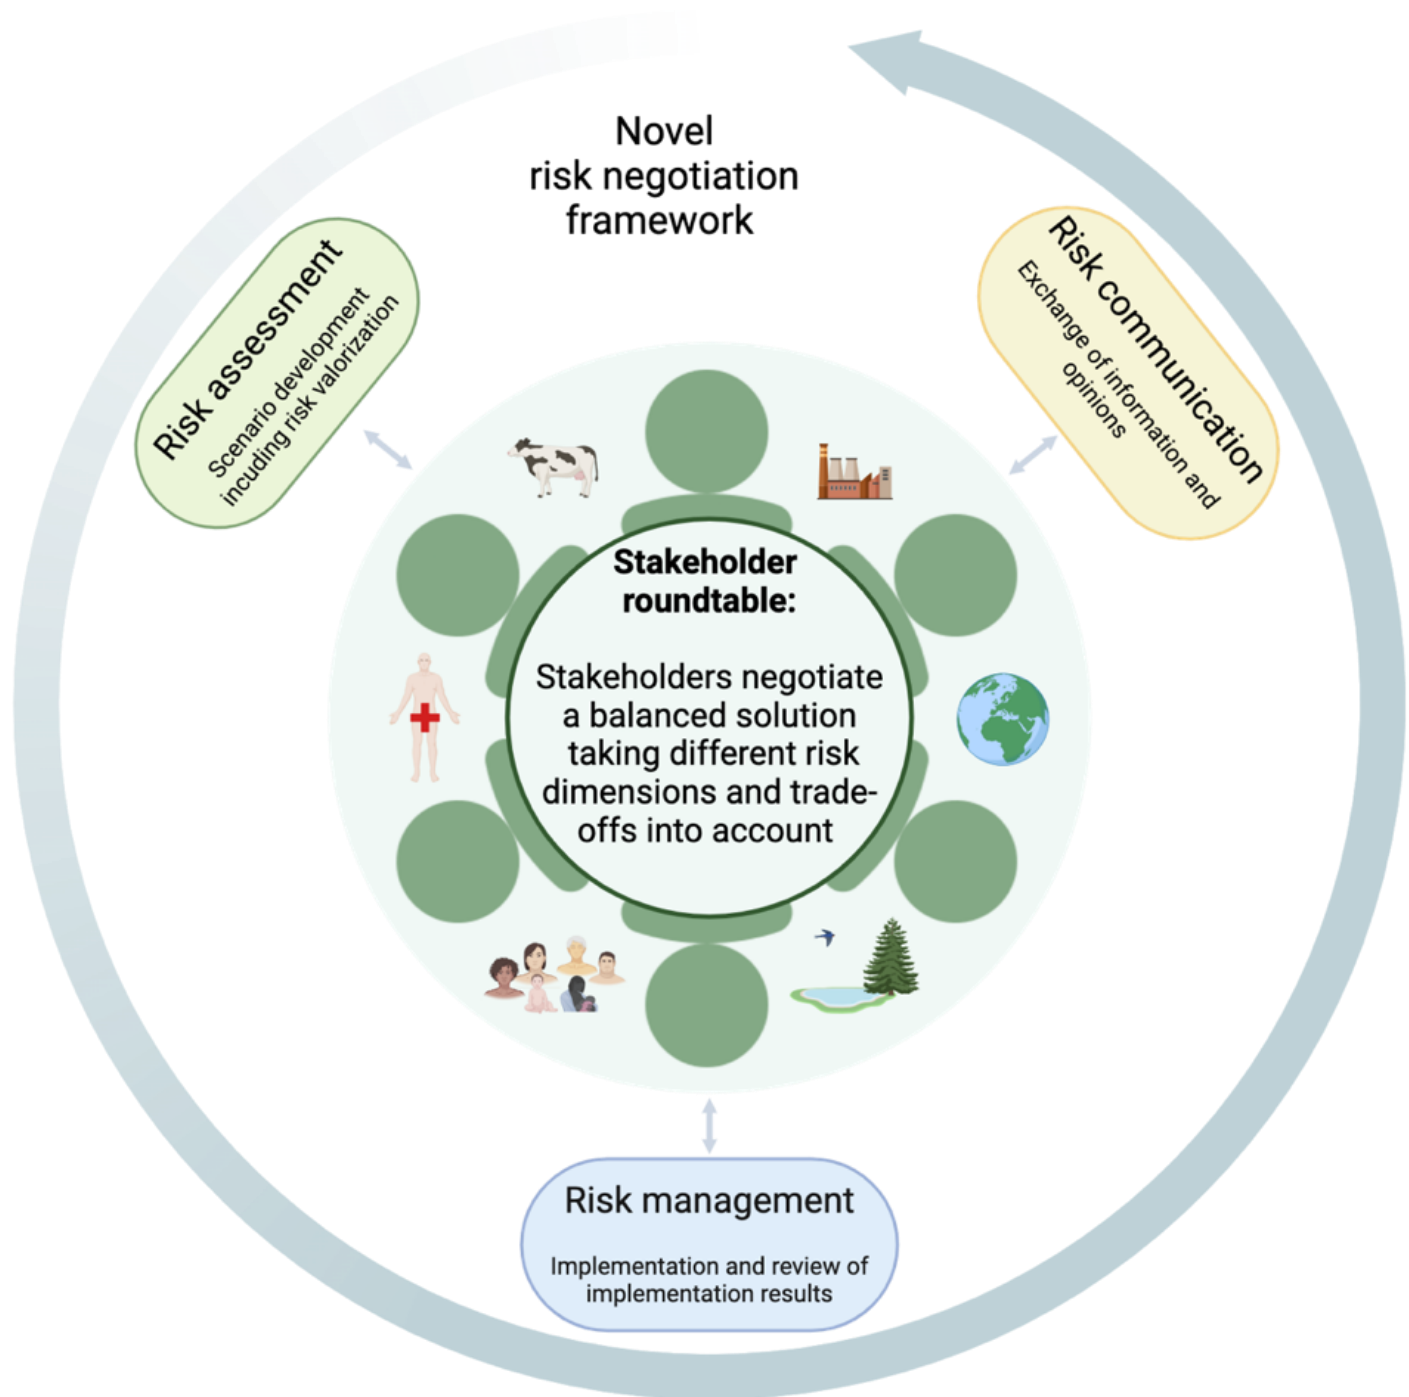 Novel
risk negotiation
framework
Risk assessment
Scenario development
incuding risk valorization
Risk communication
Exchange of information and
opinions
Stakeholder
roundtable:
Stakeholders negotiate
a balanced solution
taking different risk
dimensions and trade-
offs into account
Risk management
Implementation and review of
implementation results